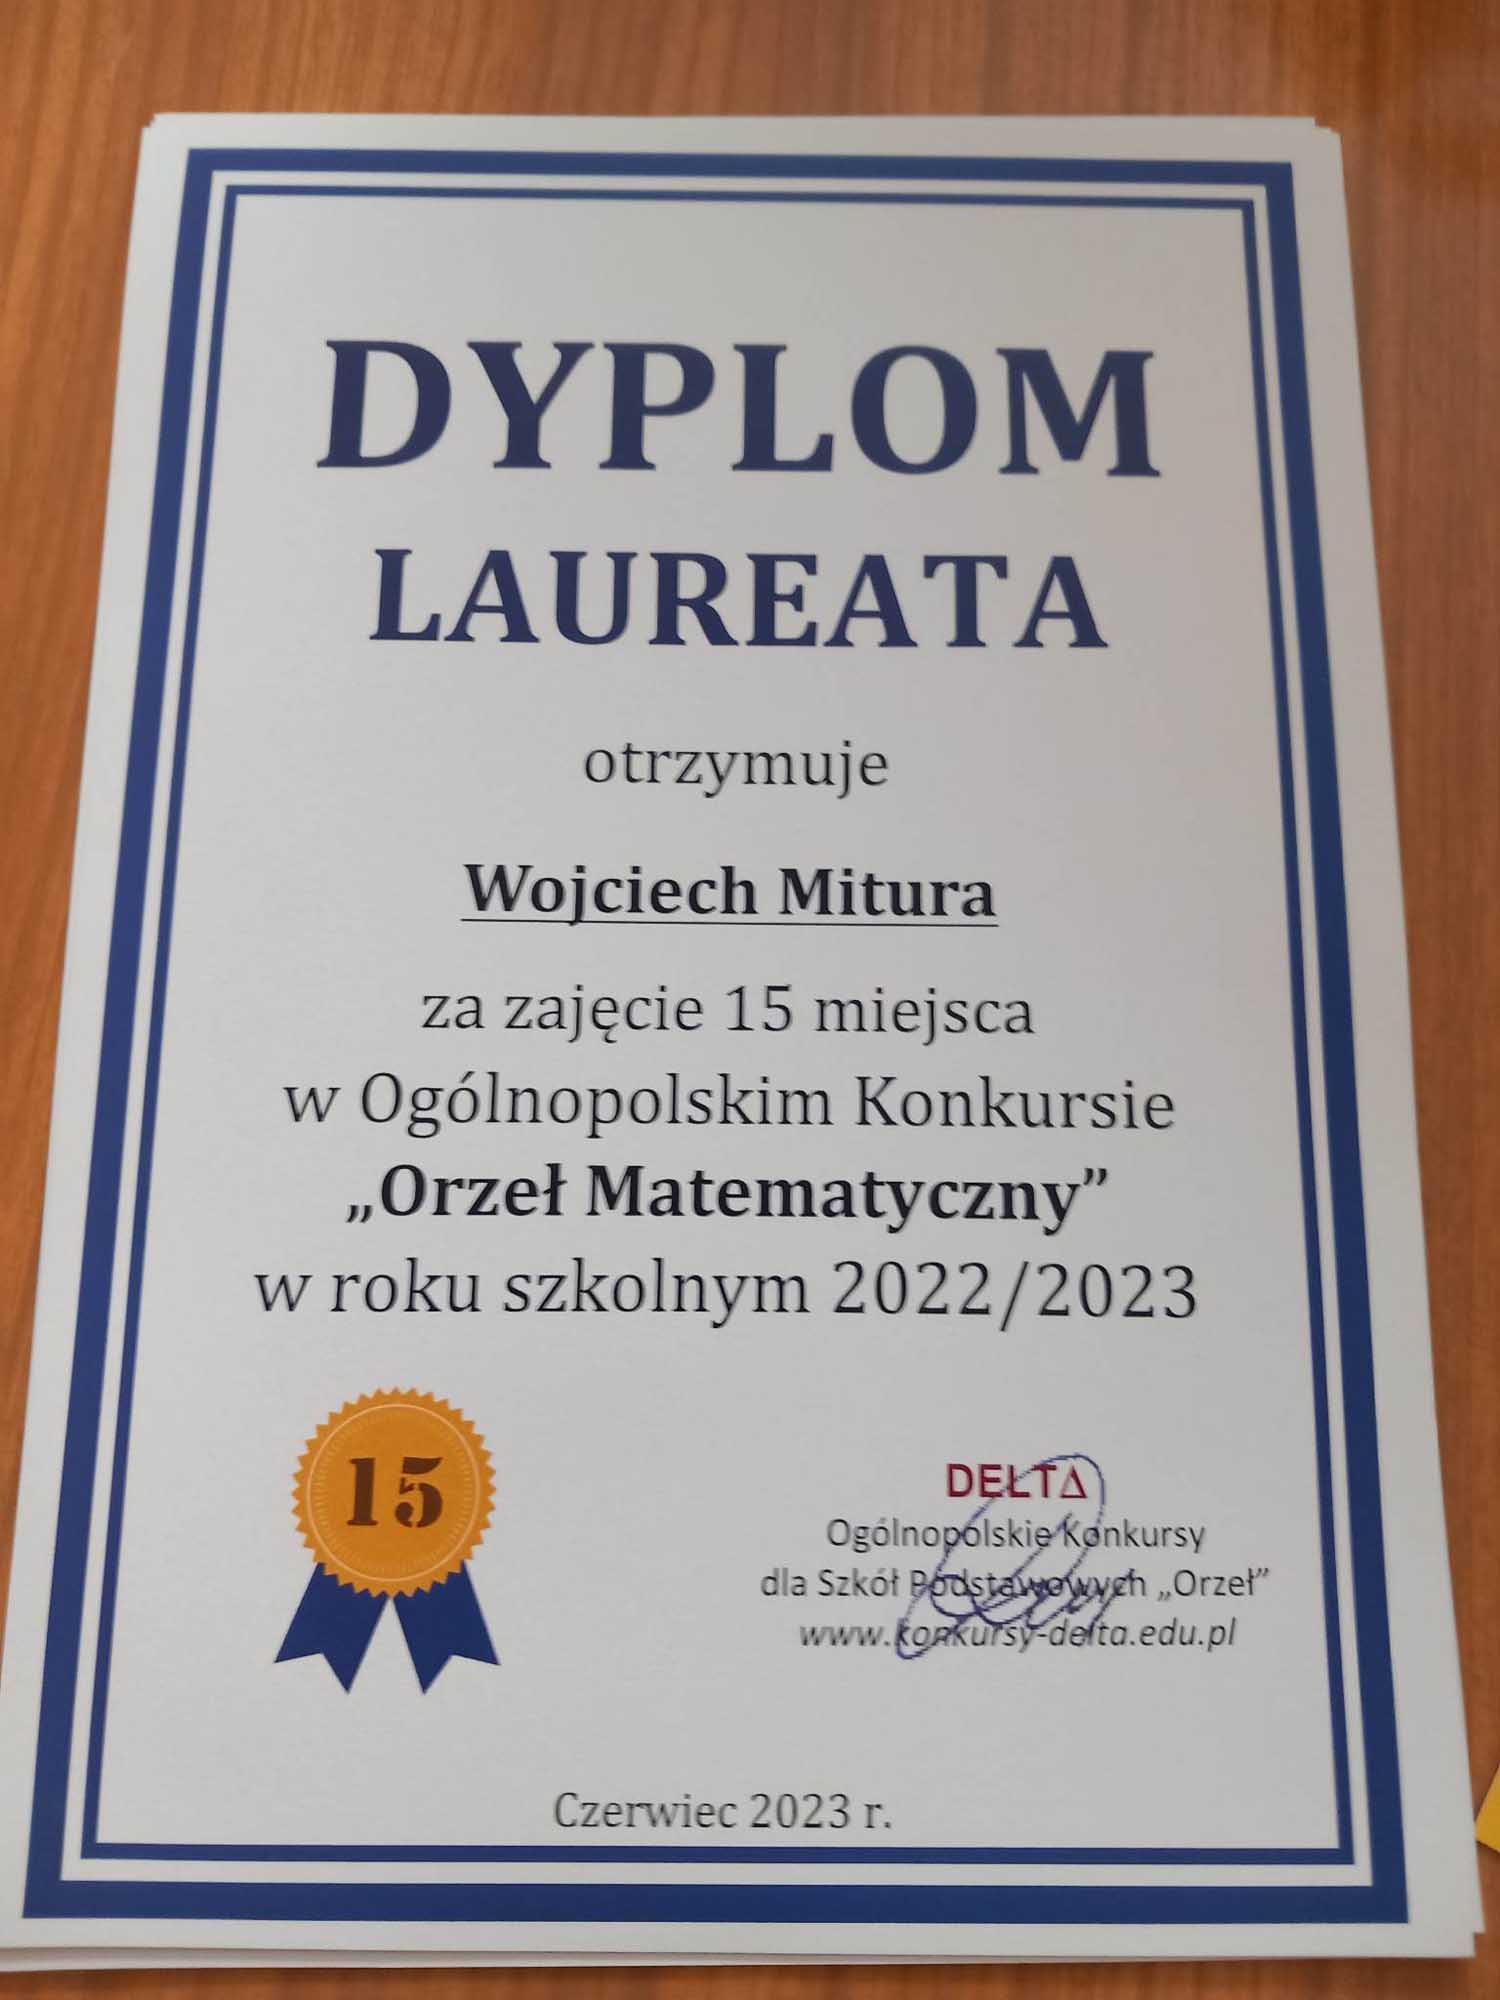 DYPLOM
LAUREATA
otrzymuje
Wojciech Mitura
za zajęcie 15 miejsca
w Ogólnopolskim Konkursie
„Orzeł Matematyczny”
w roku szkolnym 2022/2023
15
DELTA
Ogólnopolskie Konkursy
dla Szkół Podstawowych „Orzeł”
www.konkursy-delta.edu.pl
Czerwiec 2023 r.